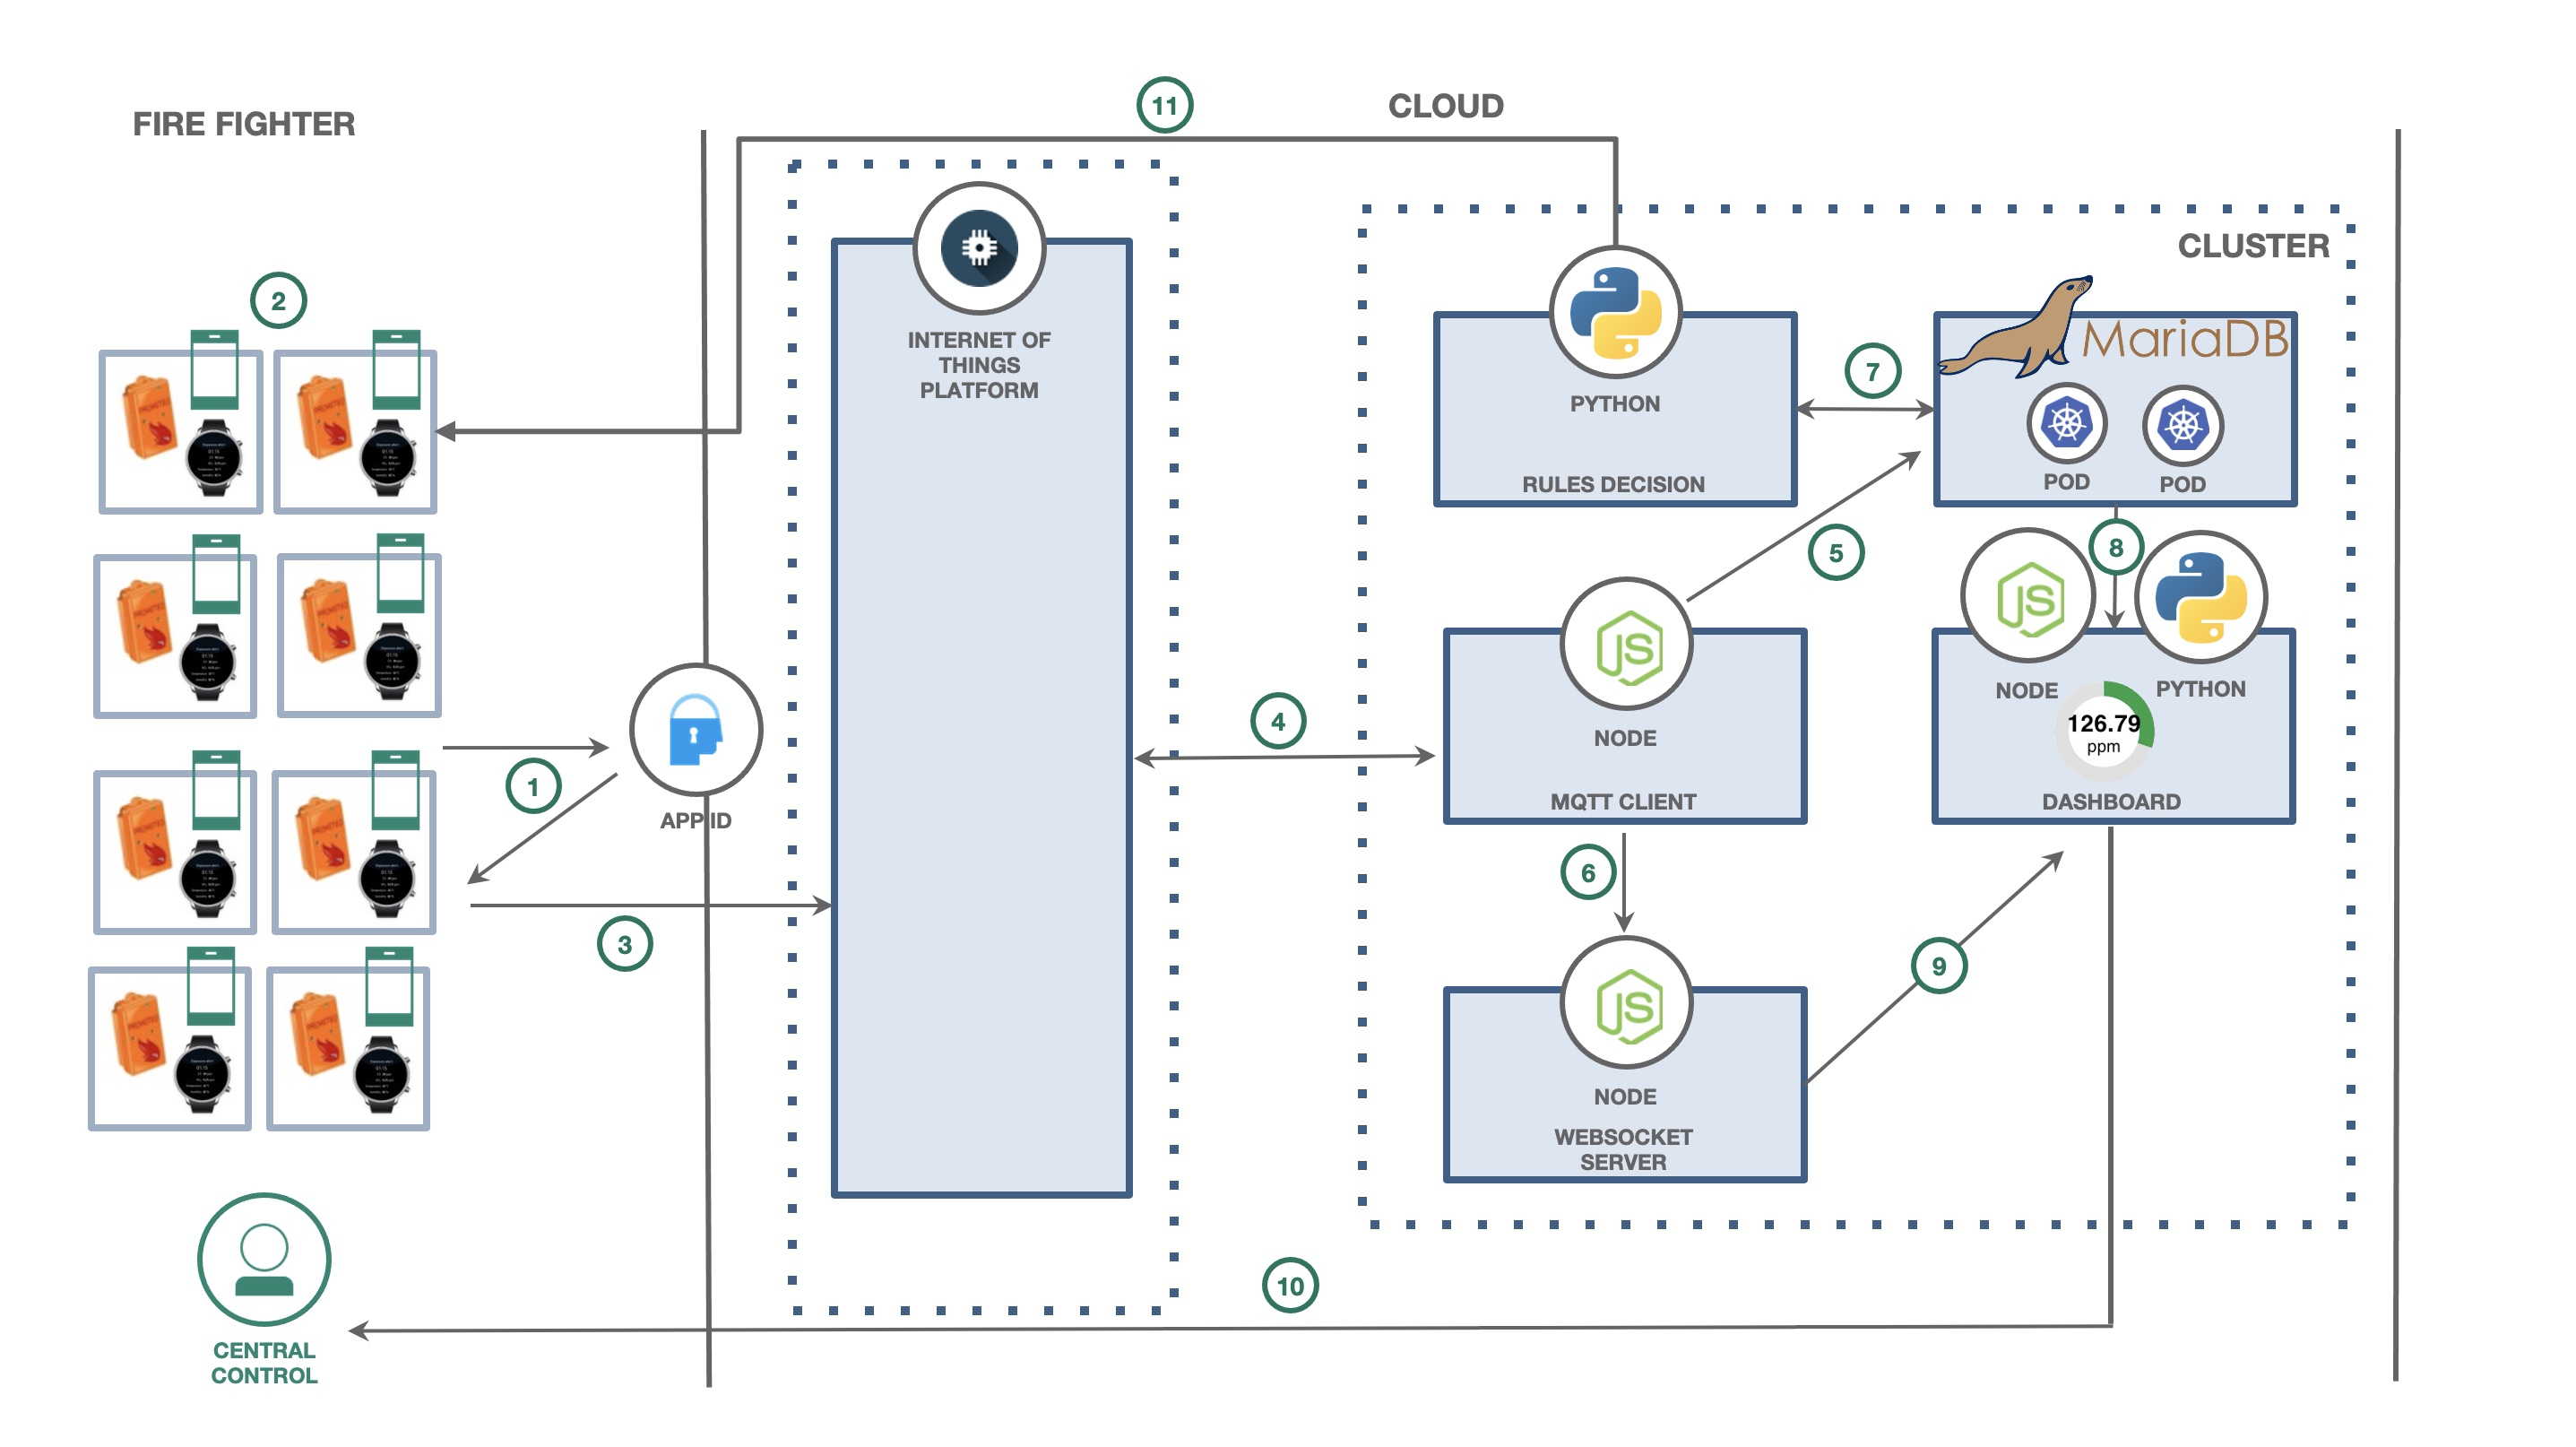 FIRE FIGHTER
11
CLOUD
2
INTERNET OF
THINGS
PLATFORM
CLUSTER
PYTHON
RULES DECISION
7
MariaDB
POD
POD
5
8
1
APP ID
3
4
NODE
MQTT CLIENT
NODE
PYTHON
126.79
ppm
DASHBOARD
6
9
NODE
WEBSOCKET
SERVER
10
CENTRAL
CONTROL